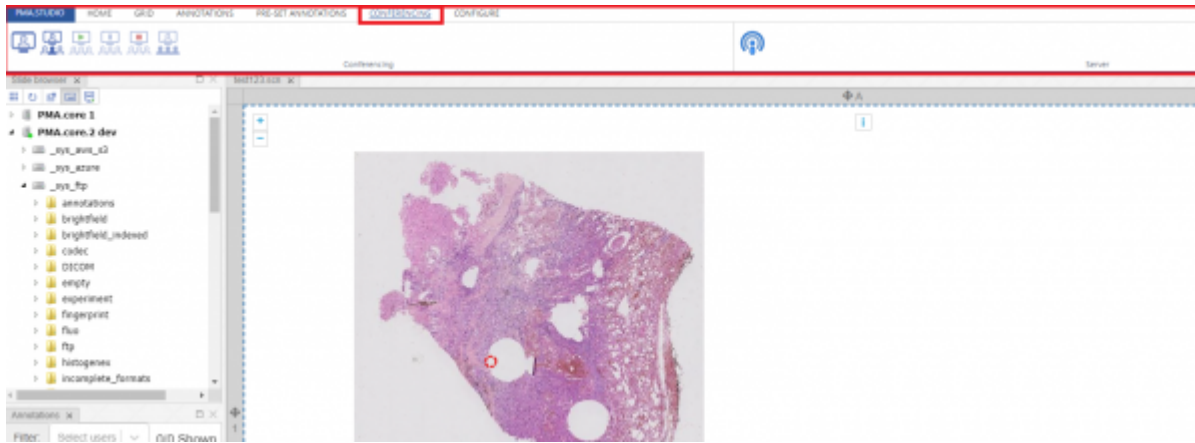 PMA.STUDIO HOME GRID ANNOTATIONS PRE-SET ANNOTATIONS CONFERENCING CONFIGURE
Conferencing Server
Slide browser
PMA.core 1
PMA.core.2 dev
_sys_aws_s3
_sys_azure
_sys_ftp
annotations
brightfield
brightfield_indexed
codec
DICOM
empty
experiment
fingerprint
fluo
ftp
histogenes
incomplete_formats
Annotations
Filter: Select users 0/0 Shown
A
1